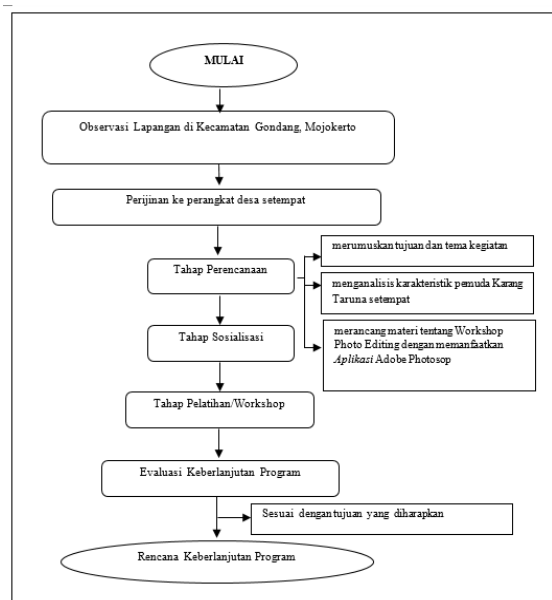 MULAI
Observasi Lapangan di Kecamatan Gondang, Mojokerto
Perijinan ke perangkat desa setempat
Tahap Perencanaan
merumuskan tujuan dan tema kegiatan
menganalisis karakteristik pemuda Karang
Taruna setempat
merancang materi tentang Workshop
Photo Editing dengan memanfaatkan
Aplikasi Adobe Photosop
Tahap Sosialisasi
Tahap Pelatihan/Workshop
Evaluasi Keberlanjutan Program
Sesuai dengan tujuan yang diharapkan
Rencana Keberlanjutan Program